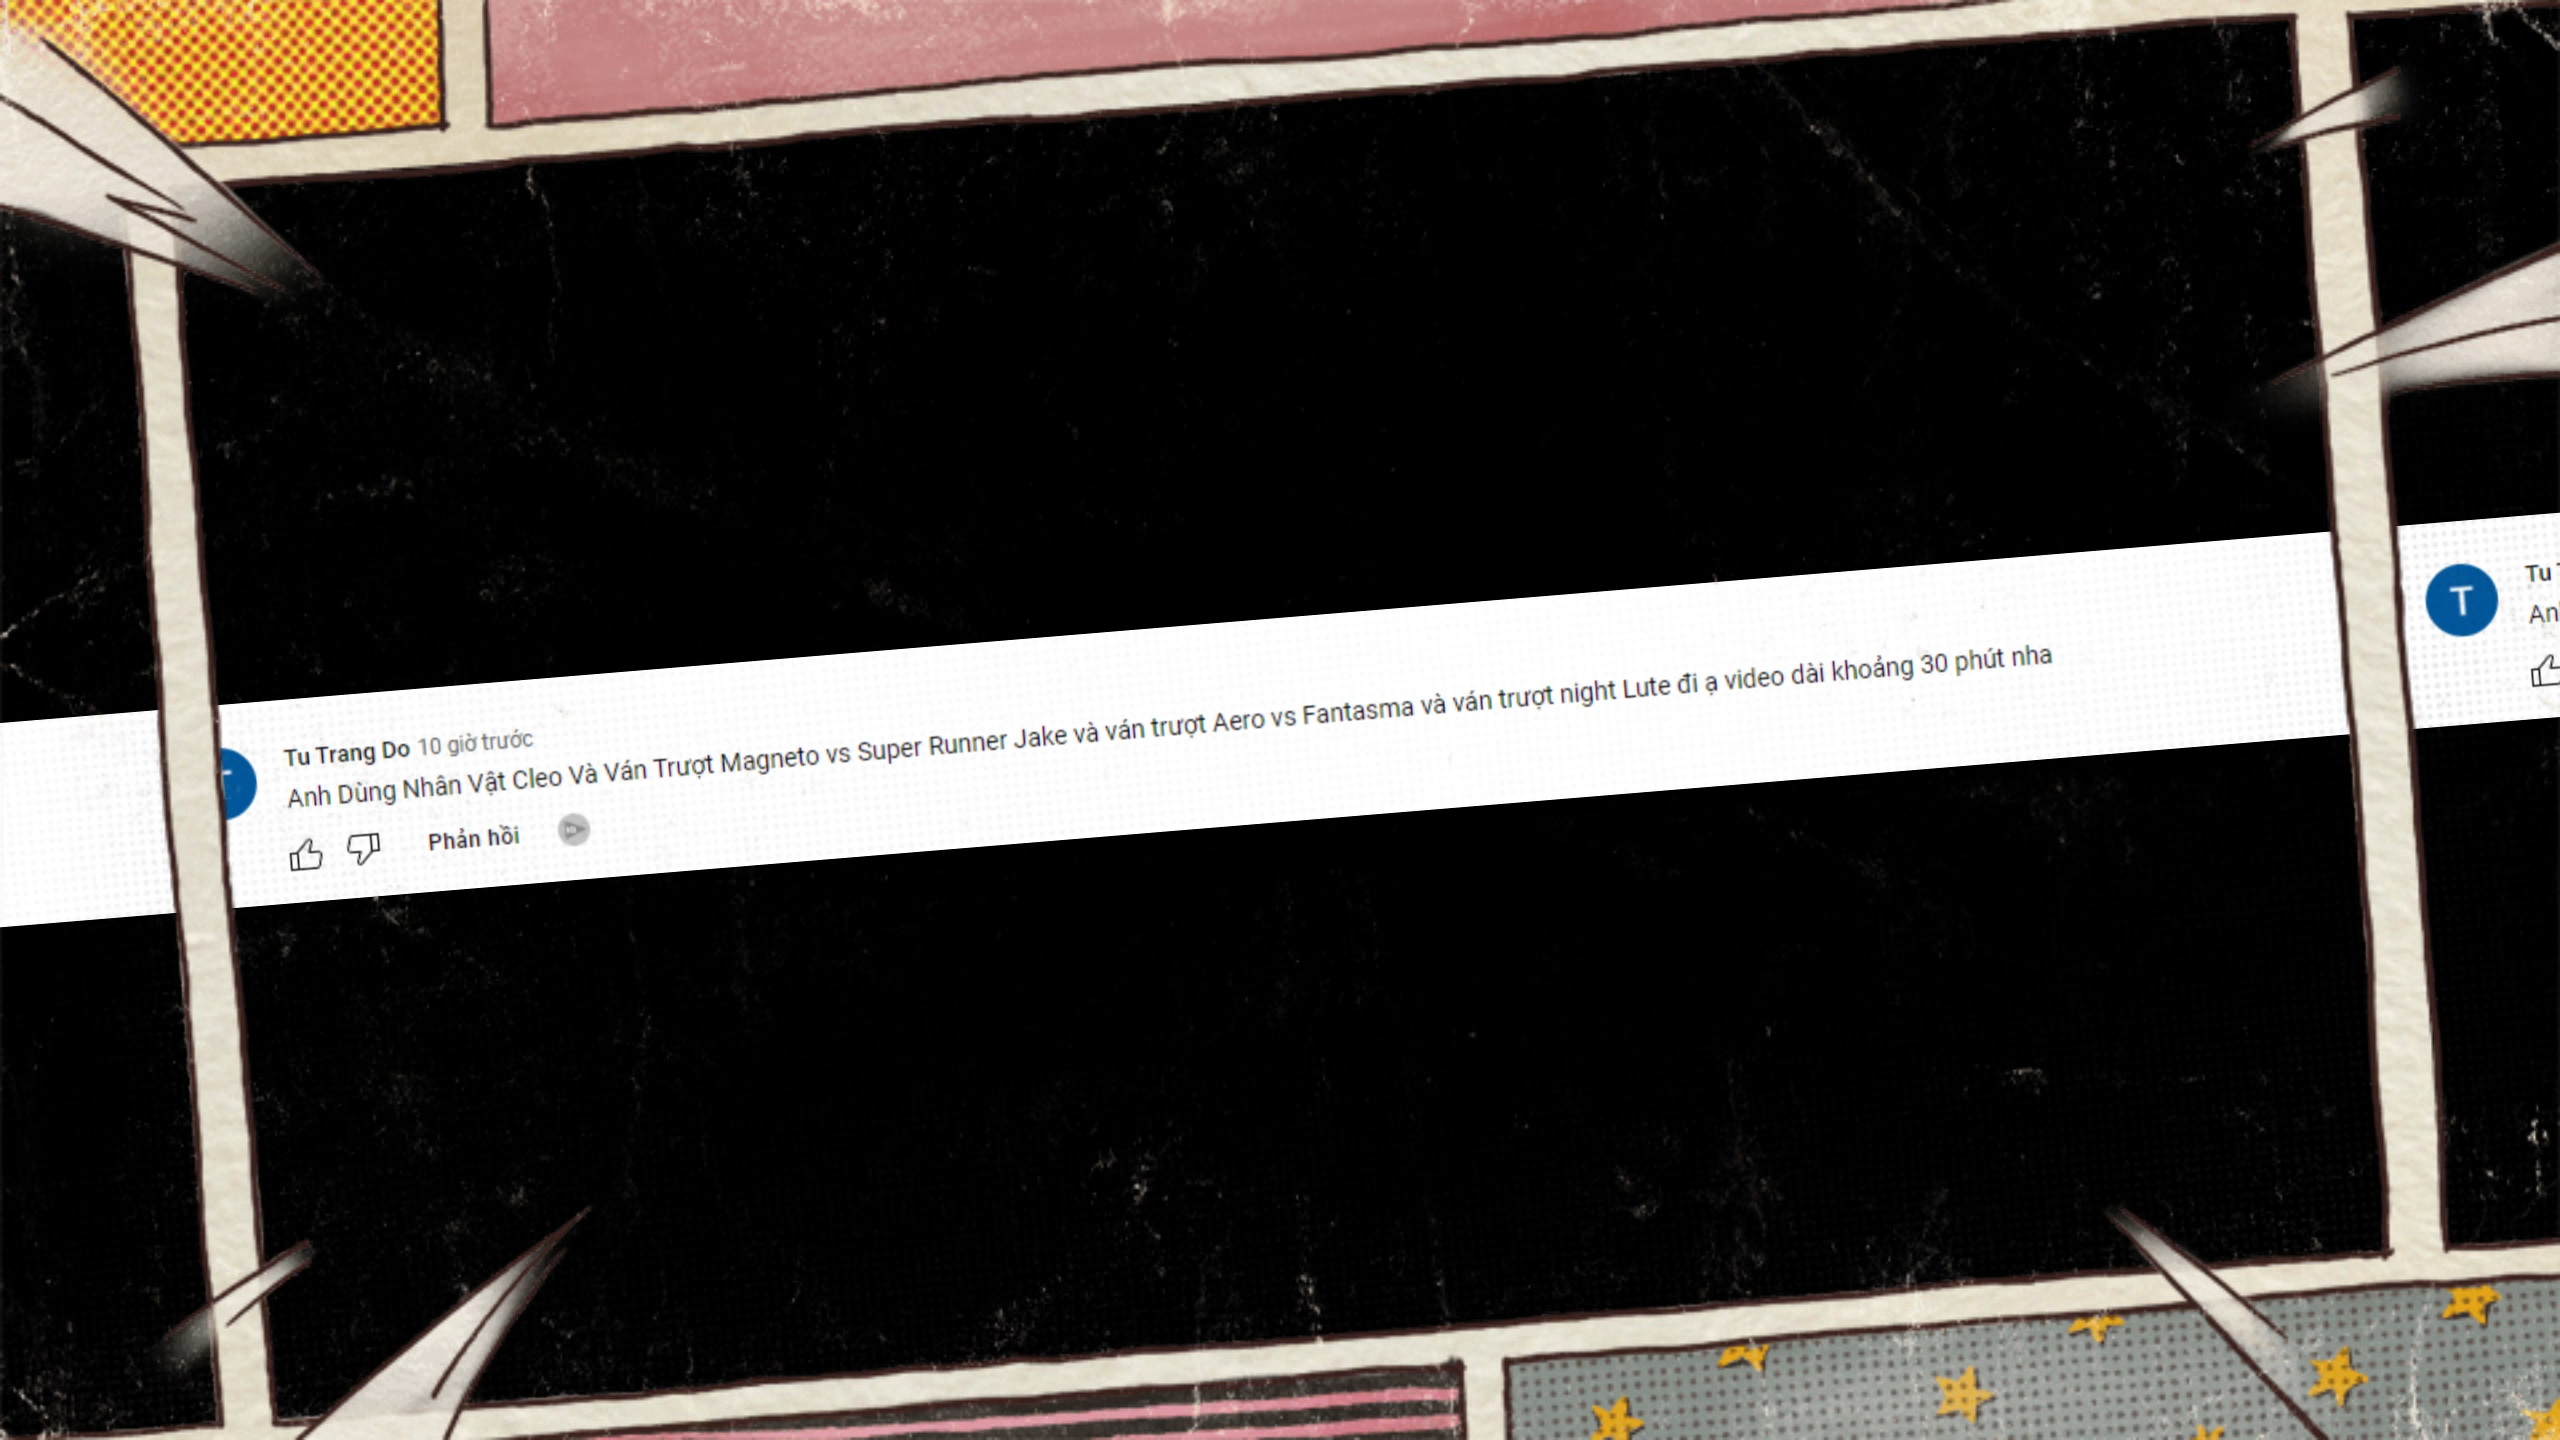 Tu Trang Do 10 giờ trước
Anh Dùng Nhân Vật Cleo Và Ván Trượt Magneto vs Super Runner Jake và ván trượt Aero vs Fantasma và ván trượt night Lute đi ạ video dài khoảng 30 phút nha
Phản hồi
T
Tu